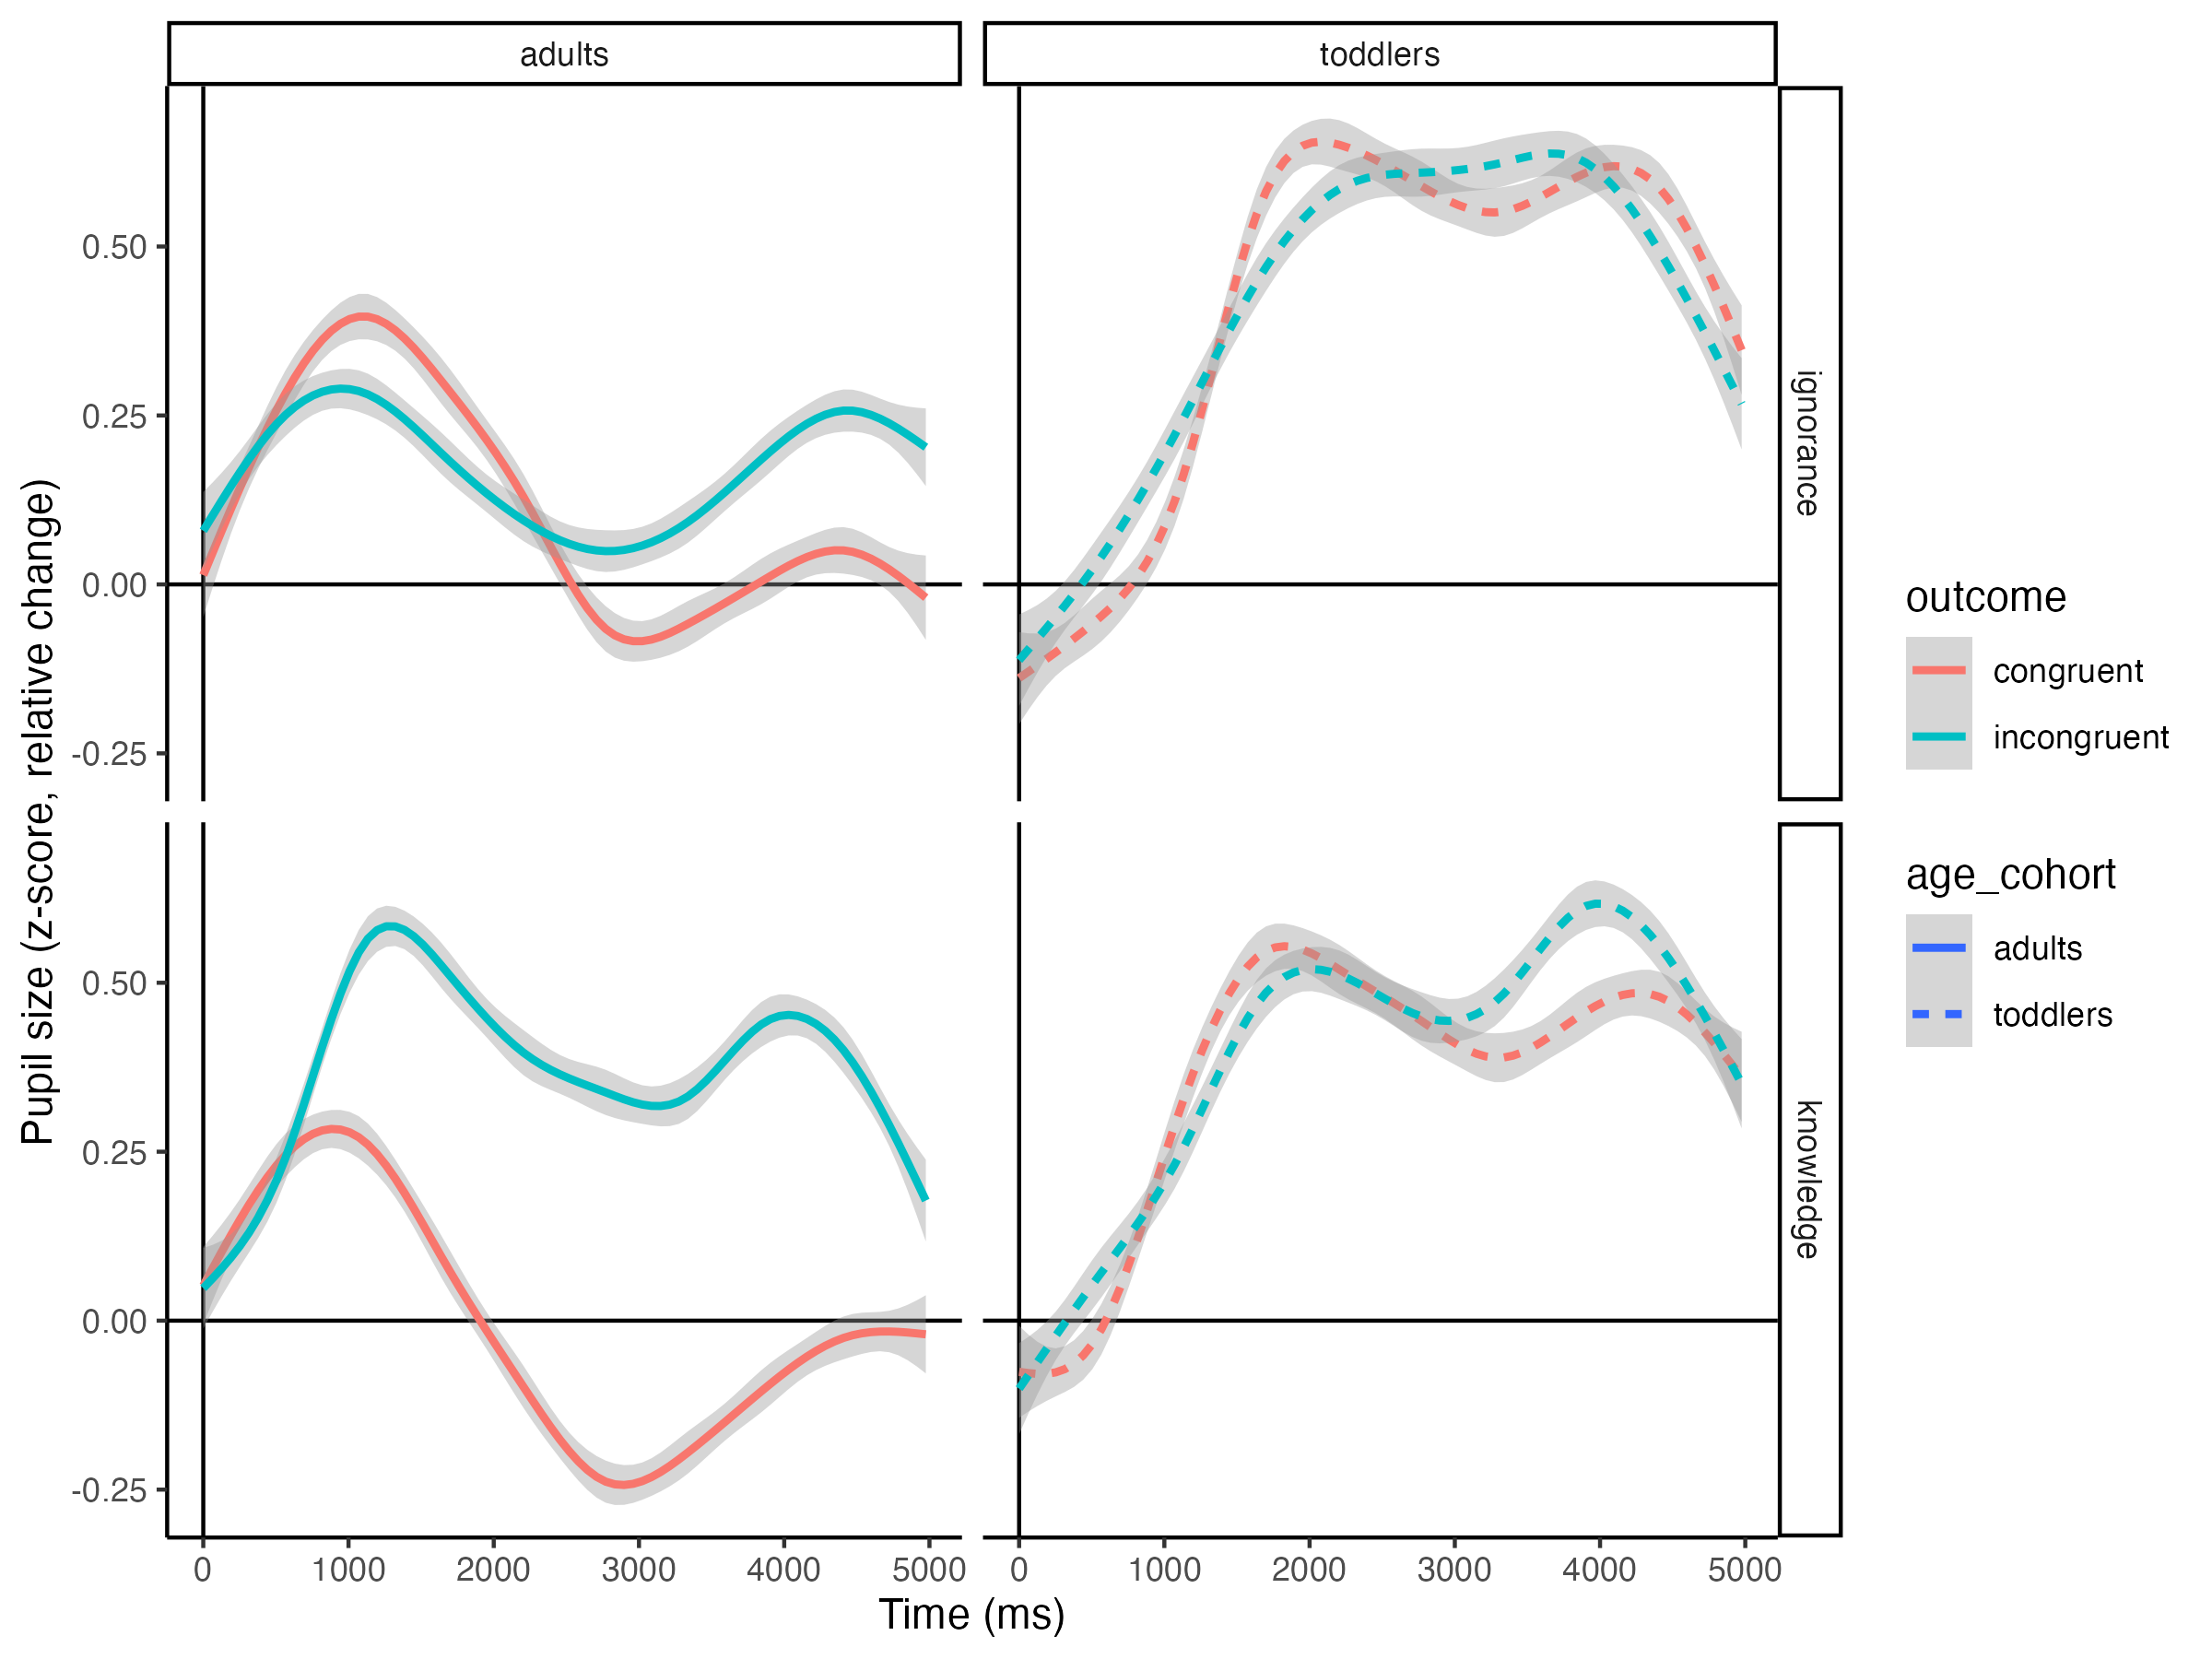 adults
toddlers
Pupil size (z-score, relative change)
0.50
0.25
0.00
-0.25
ignorance
0.50
0.25
0.00
-0.25
knowledge
0 1000 2000 3000 4000 5000
0 1000 2000 3000 4000 5000
Time (ms)
outcome
congruent
incongruent
age_cohort
adults
toddlers